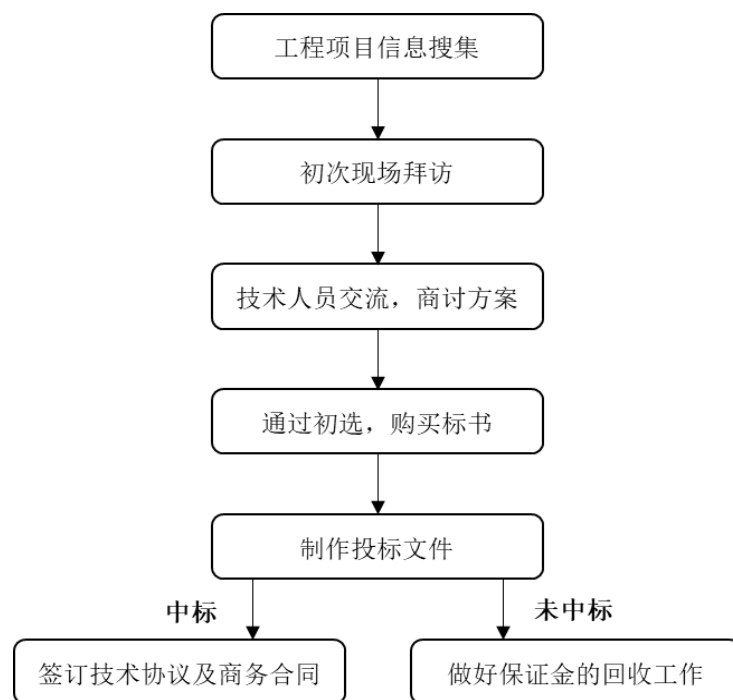 工程项目信息搜集
初次现场拜访
技术人员交流，商讨方案
通过初选，购买标书
制作投标文件
中标
未中标
签订技术协议及商务合同
做好保证金的回收工作